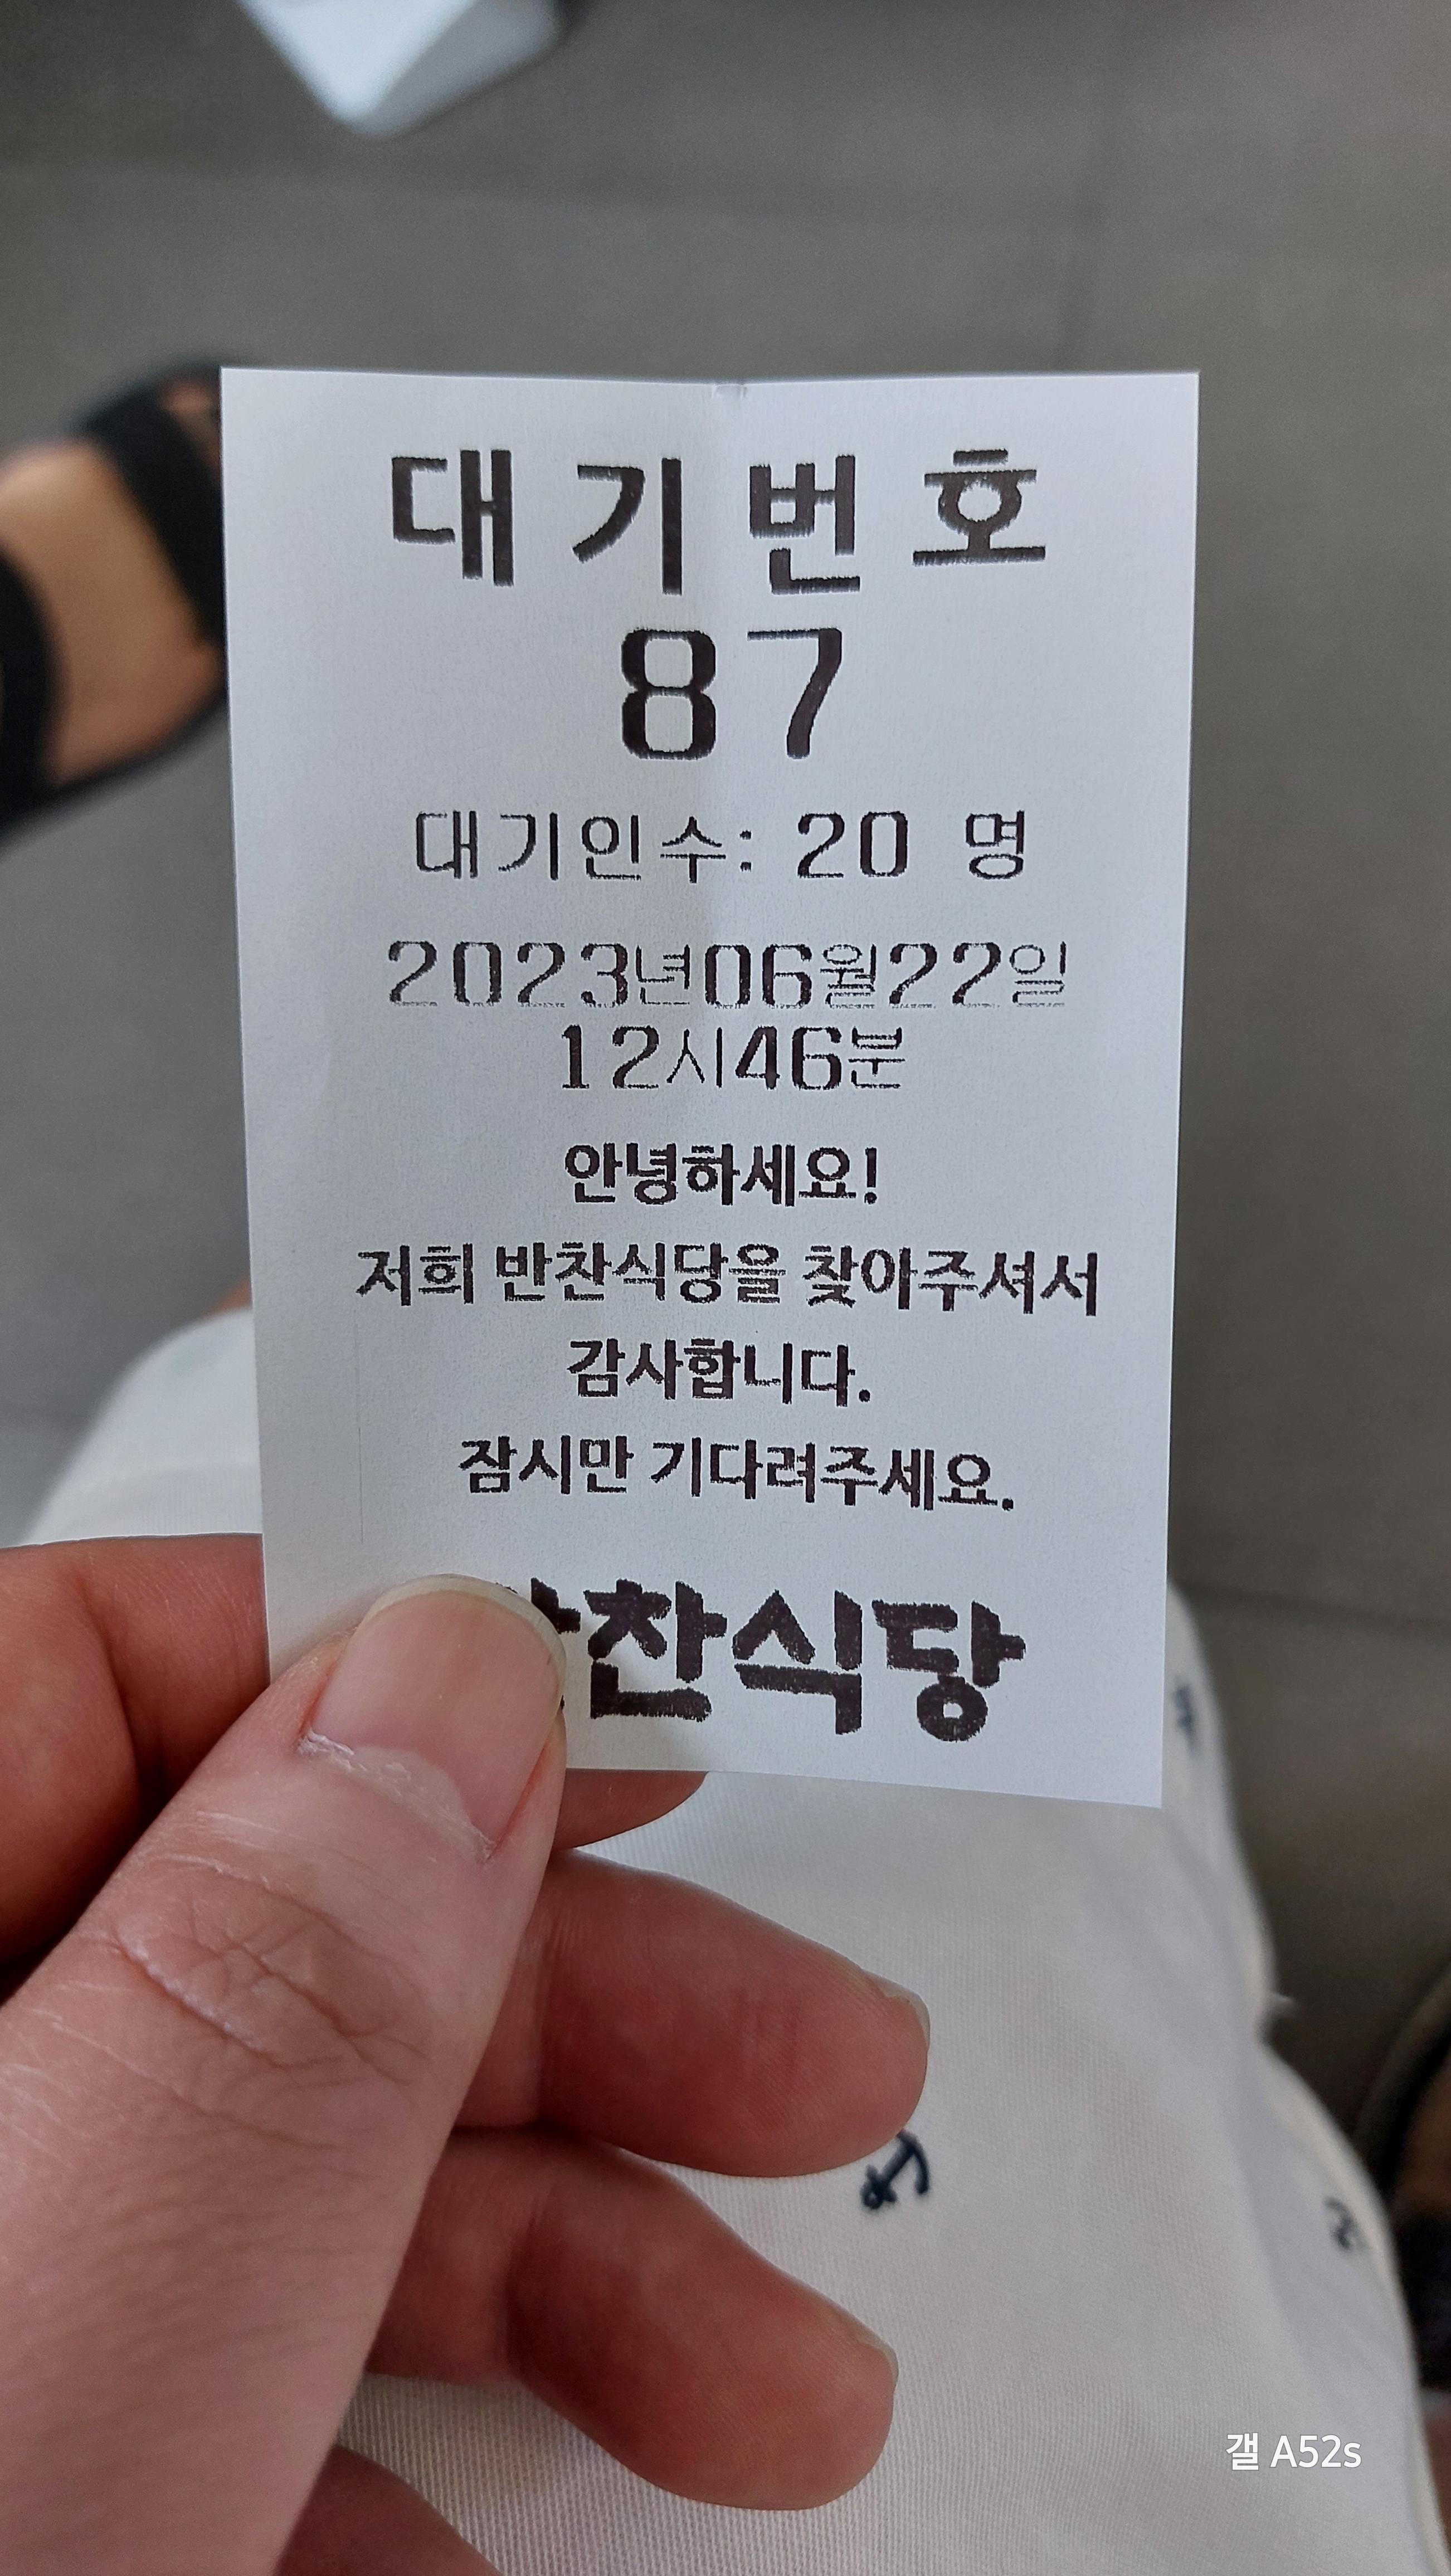 대기번호
87
대기인수: 20 명
2023년06월22일
12시46분
안녕하세요!
저희 반찬식당을 찾아주셔서
감사합니다.
잠시만 기다려주세요.
찬식당
갤 A52s